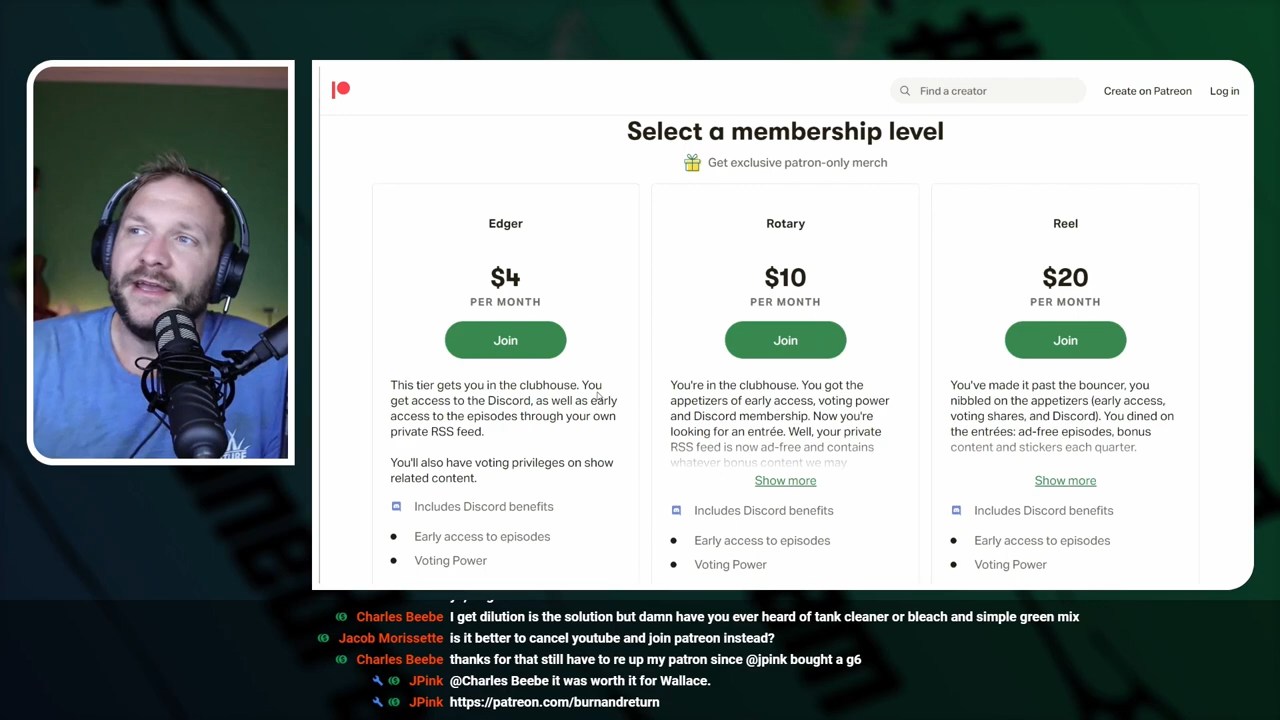 Find a creator
Create on Patreon
Log in
Select a membership level
Get exclusive patron-only merch
Edger
$4
PER MONTH
Join
This tier gets you in the clubhouse. You
get access to the Discord, as well as early
access to the episodes through your own
private RSS feed.
You'll also have voting privileges on show
related content.
Includes Discord benefits
Early access to episodes
Voting Power
Rotary
$10
PER MONTH
Join
You're in the clubhouse. You got the
appetizers of early access, voting power
and Discord membership. Now you're
looking for an entrée. Well, your private
RSS feed is now ad-free and contains
whatever bonus content we may
Show more
Includes Discord benefits
Early access to episodes
Voting Power
Reel
$20
PER MONTH
Join
You've made it past the bouncer, you
nibbled on the appetizers (early access,
voting shares, and Discord). You dined on
the entrées: ad-free episodes, bonus
content and stickers each quarter.
Show more
Includes Discord benefits
Early access to episodes
Voting Power
Charles Beebe I get dilution is the solution but damn have you ever heard of tank cleaner or bleach and simple green mix
Jacob Morissette is it better to cancel youtube and join patreon instead?
Charles Beebe thanks for that still have to re up my patron since @jpink bought a g6
JPink @Charles Beebe it was worth it for Wallace.
JPink https://patreon.com/burnandreturn